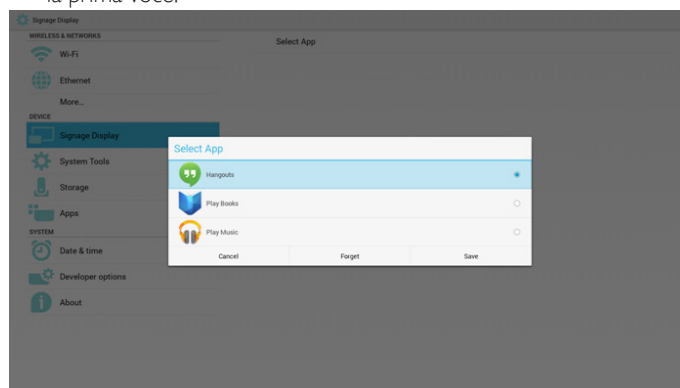 la prima voce.
Signage Display
WIRELESS & NETWORKS
Select App
Wi-Fi
Ethernet
More...
DEVICE
Signage Display
System Tools
Storage
Apps
SYSTEM
Date & time
Developer options
About
Select App
Hangouts
Play Books
Play Music
Cancel Forget Save